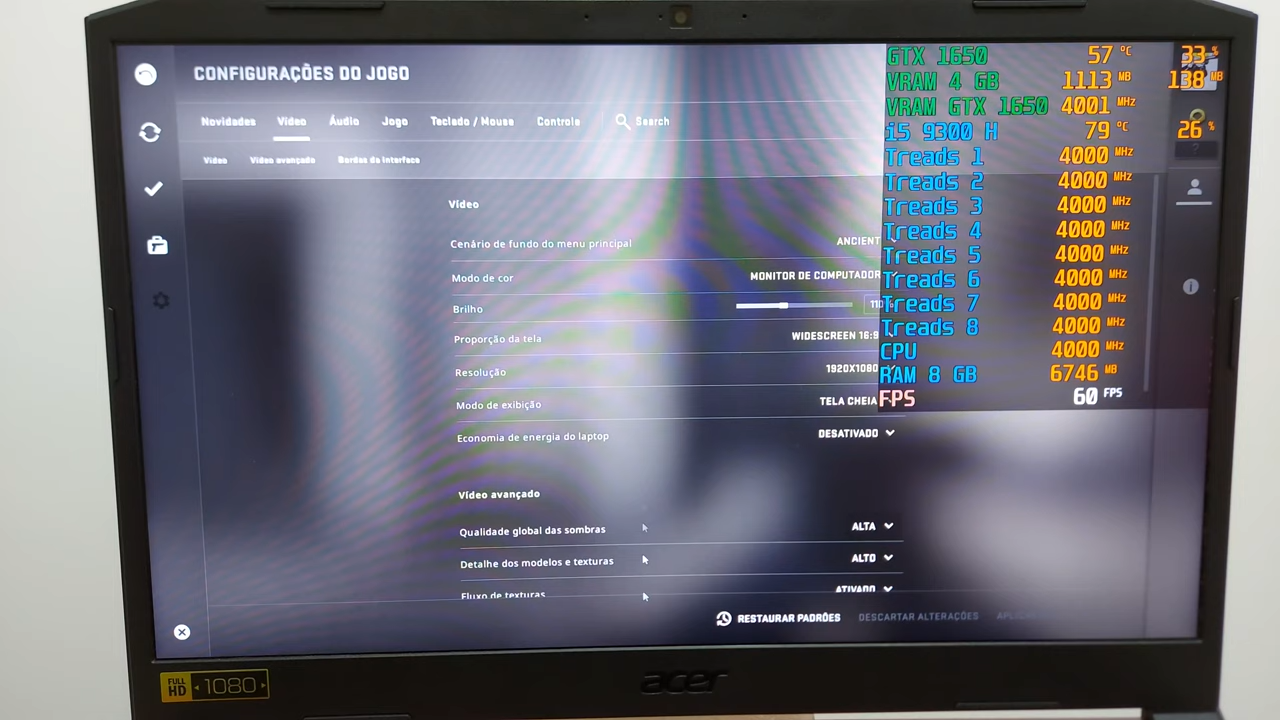 CONFIGURAÇÕES DO JOGO
Novidades Vídeo Áudio Jogo Teclado / Mouse Controle Search
Vídeo Vídeo avançado Bordas da interface
Vídeo
Cenário de fundo do menu principal ANCIENT
Modo de cor MONITOR DE COMPUTADOR
Brilho 110
Proporção da tela WIDESCREEN 16:9
Resolução 1920X1080
Modo de exibição TELA CHEIA
Economia de energia do laptop DESATIVADO
Vídeo avançado
Qualidade global das sombras ALTA
Detalhe dos modelos e texturas ALTO
Fluxo de texturas ATIVADO
RESTAURAR PADRÕES DESCARTAR ALTERAÇÕES
GTX 1650 57 °C 33 %
VRAM 4 GB 1113 MB 138 MB
VRAM GTX 1650 4001 MHz
i5 9300 H 79 °C 26 %
Treads 1 4000 MHz
Treads 2 4000 MHz
Treads 3 4000 MHz
Treads 4 4000 MHz
Treads 5 4000 MHz
Treads 6 4000 MHz
Treads 7 4000 MHz
Treads 8 4000 MHz
CPU 4000 MHz
RAM 8 GB 6746 MB
FPS 60 FPS
FULL HD 1080
acer